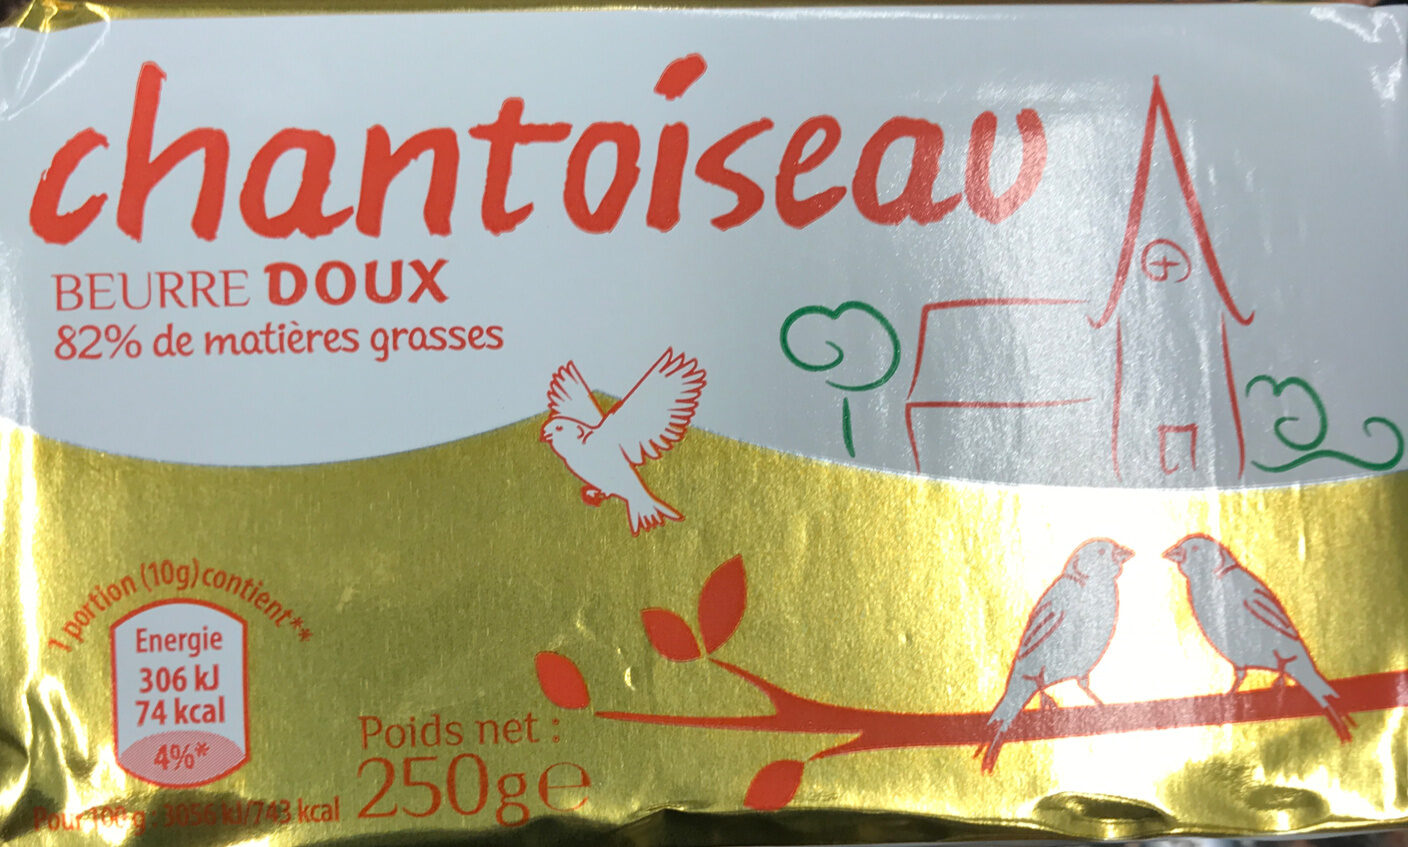 chantoiseau
BEURRE DOUX
82% de matières grasses
1 portion (10g) contient**
Energie
306 kJ
74 kcal
4%*
Pour 100 g : 3056 kJ/743 kcal
Poids net :
250g e